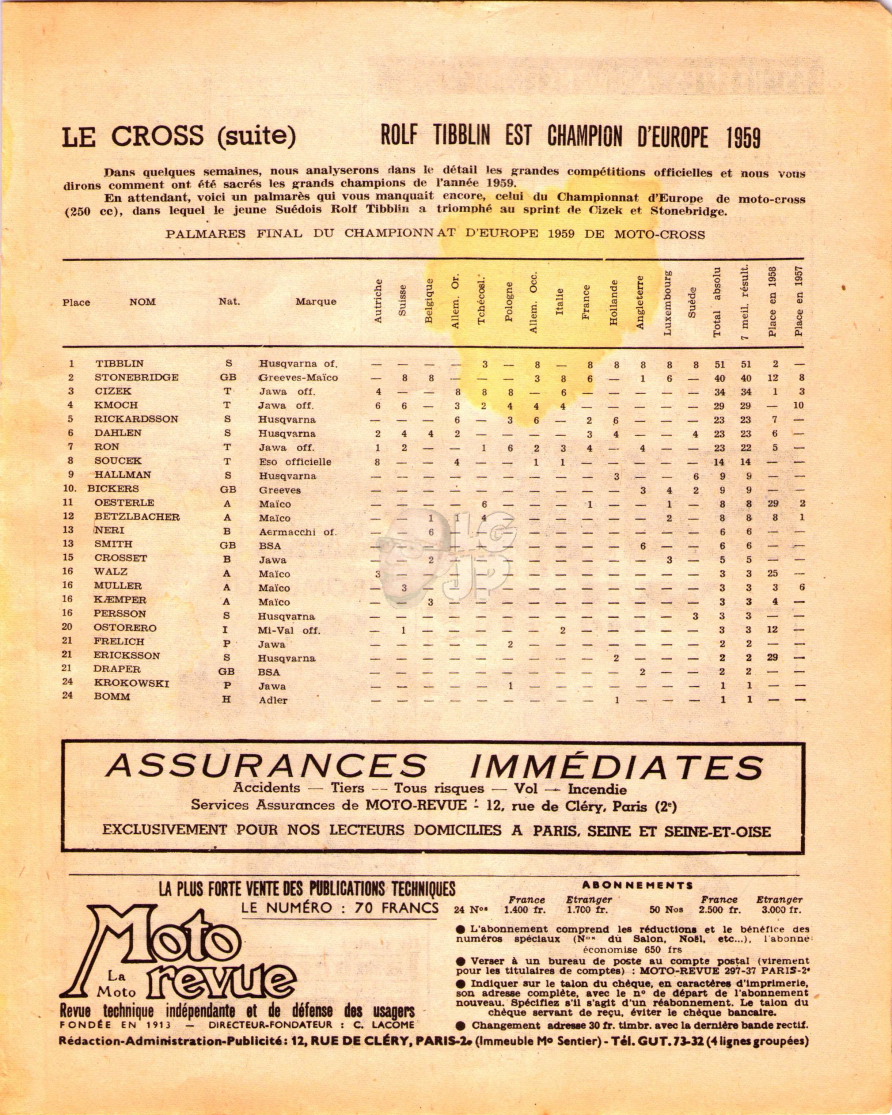 LE CROSS (suite) ROLF TIBBLIN EST CHAMPION D'EUROPE 1959
Dans quelques semaines, nous analyserons dans le détail les grandes compétitions officielles et nous vous
dirons comment ont été sacrés les grands champions de l'année 1959.
En attendant, voici un palmarès qui vous manquait encore, celui du Championnat d'Europe de moto-cross
(250 cc), dans lequel le jeune Suédois Rolf Tibblin a triomphé au sprint de Cizek et Stonebridge.
PALMARES FINAL DU CHAMPIONNAT D'EUROPE 1959 DE MOTO-CROSS
Place NOM Nat. Marque Autriche Suisse Belgique Allem. Or. Tchécosl. Pologne Allem. Occ. Italie France Hollande Angleterre Luxembourg Suède Total absolu 7 meil. résult. Place en 1958 Place en 1957
1 TIBBLIN S Husqvarna of. — — — — 3 — 8 — 8 8 8 8 8 51 51 2 —
2 STONEBRIDGE GB Greeves-Maïco — 8 8 — — — 3 8 6 — 1 6 — 40 40 12 8
3 CIZEK T Jawa off. 4 — — 8 8 8 — 6 — — — — — 34 34 1 3
4 KMOCH T Jawa off. 6 6 — 3 2 4 4 4 — — — — — 29 29 — 10
5 RICKARDSSON S Husqvarna — — — 6 — 3 6 — 2 6 — — — 23 23 7 —
6 DAHLEN S Husqvarna 2 4 4 2 — — — — 3 4 — — 4 23 23 6 —
7 RON T Jawa off. 1 2 — — 1 6 2 3 4 — 4 — — 23 22 5 —
8 SOUCEK T Eso officielle 8 — — 4 — — 1 1 — — — — — 14 14 — —
9 HALLMAN S Husqvarna — — — — — — — — — 3 — — 6 9 9 — —
10. BICKERS GB Greeves — — — — — — — — — — 3 4 2 9 9 — —
11 OESTERLE A Maïco — — — — 6 — — — 1 — — 1 — 8 8 29 2
12 BETZLBACHER A Maïco — — 1 1 4 — — — — — — 2 — 8 8 8 1
13 NERI B Aermacchi of. — — 6 — — — — — — — — — — 6 6 — —
13 SMITH GB BSA — — — — — — — — — — 6 — — 6 6 — —
15 CROSSET B Jawa — — 2 — — — — — — — — 3 — 5 5 — —
16 WALZ A Maïco 3 — — — — — — — — — — — — 3 3 25 —
16 MULLER A Maïco — 3 — — — — — — — — — — — 3 3 3 6
16 KÆMPER A Maïco — — 3 — — — — — — — — — — 3 3 4 —
16 PERSSON S Husqvarna — — — — — — — — — — — — 3 3 3 —
20 OSTORERO I Mi-Val off. — 1 — — — — — 2 — — — — — 3 3 12 —
21 FRELICH P Jawa — — — — — 2 — — — — — — — 2 2 — —
21 ERICKSSON S Husqvarna — — — — — — — — — 2 — — — 2 2 29 —
21 DRAPER GB BSA — — — — — — — — — — 2 — — 2 2 — —
24 KROKOWSKI P Jawa — — — — — 1 — — — — — — — 1 1 — —
24 BOMM H Adler — — — — — — — — — 1 — — — 1 1 — —
LGJP
ASSURANCES IMMÉDIATES
Accidents — Tiers — Tous risques — Vol — Incendie
Services Assurances de MOTO-REVUE - 12, rue de Cléry, Paris (2e)
EXCLUSIVEMENT POUR NOS LECTEURS DOMICILIES A PARIS, SEINE ET SEINE-ET-OISE
LA PLUS FORTE VENTE DES PUBLICATIONS TECHNIQUES
LE NUMÉRO : 70 FRANCS
La Moto
Moto revue
Revue technique indépendante et de défense des usagers
FONDÉE EN 1913 — DIRECTEUR-FONDATEUR : C. LACOME
ABONNEMENTS
France Etranger France Etranger
24 Nos 1.400 fr. 1.700 fr. 50 Nos 2.500 fr. 3.000 fr.
● L'abonnement comprend les réductions et le bénéfice des
numéros spéciaux (Nos du Salon, Noël, etc...), l'abonné
économise 650 frs
● Verser à un bureau de poste au compte postal (virement
pour les titulaires de comptes) : MOTO-REVUE 297-37 PARIS-2e
● Indiquer sur le talon du chèque, en caractères d'imprimerie,
son adresse complète, avec le n° de départ de l'abonnement
nouveau. Spécifiez s'il s'agit d'un réabonnement. Le talon du
chèque servant de reçu, éviter le chèque bancaire.
● Changement adresse 30 fr. timbr. avec la dernière bande rectif.
Rédaction-Administration-Publicité : 12, RUE DE CLÉRY, PARIS-2e (Immeuble Mo Sentier) - Tél. GUT. 73-32 (4 lignes groupées)